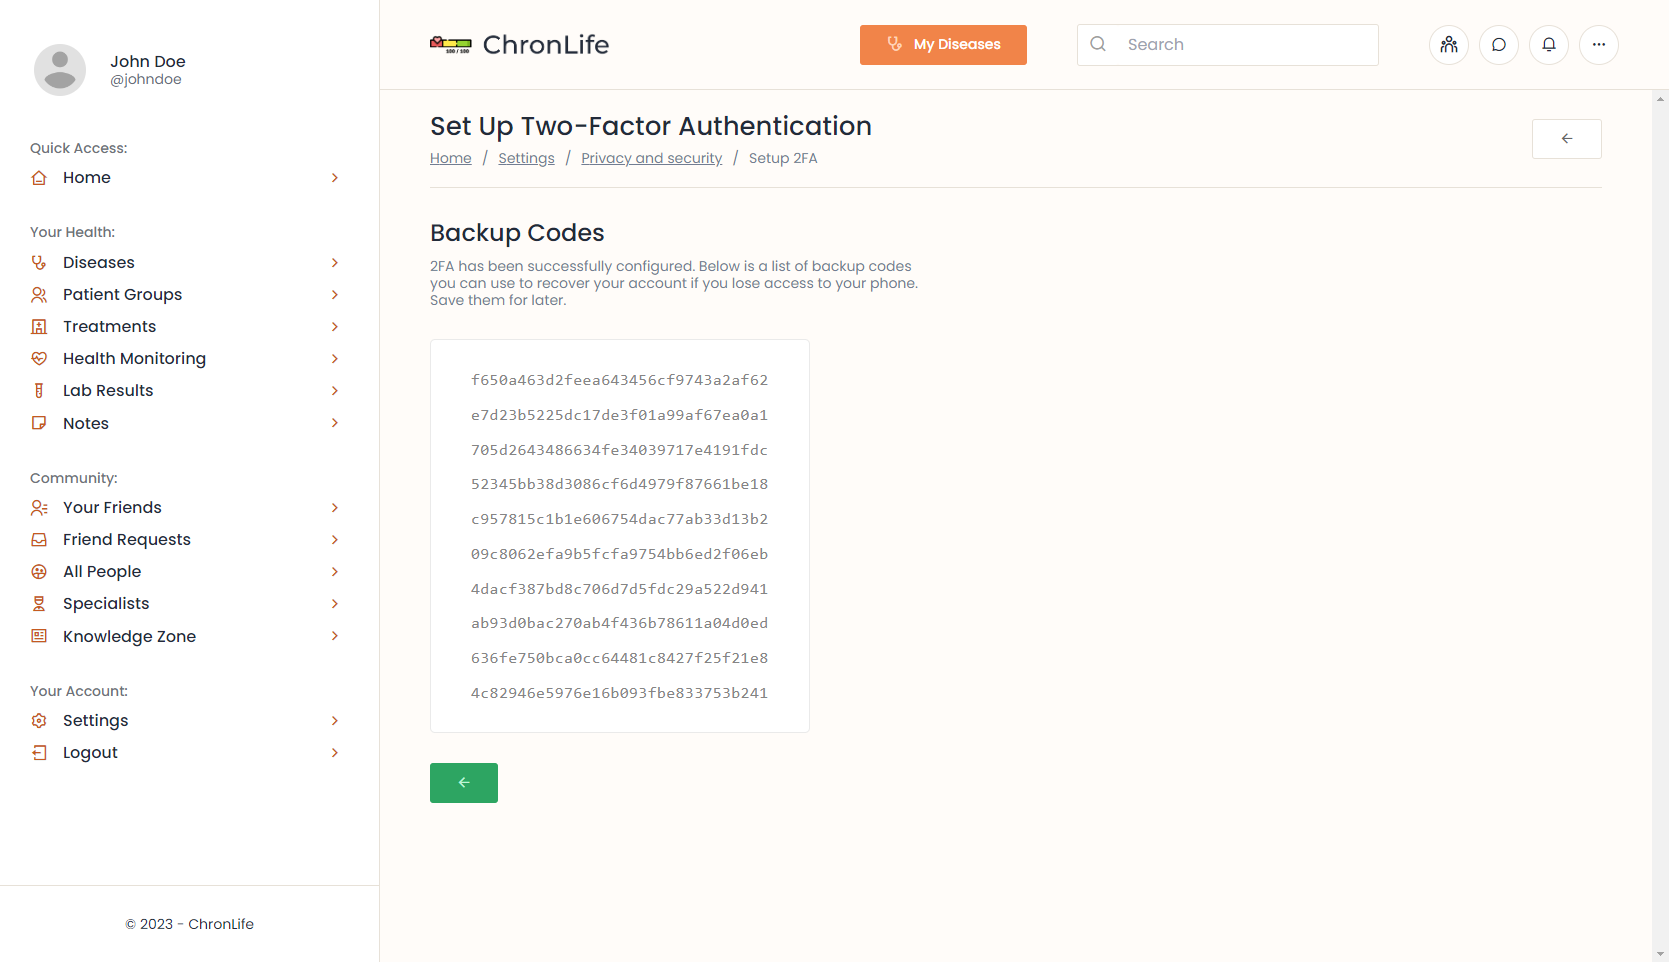 John Doe
@johndoe
Quick Access:
Home
Your Health:
Diseases
Patient Groups
Treatments
Health Monitoring
Lab Results
Notes
Community:
Your Friends
Friend Requests
All People
Specialists
Knowledge Zone
Your Account:
Settings
Logout
© 2023 - ChronLife
100 / 100
ChronLife
My Diseases
Search
Set Up Two-Factor Authentication
Home / Settings / Privacy and security / Setup 2FA
Backup Codes
2FA has been successfully configured. Below is a list of backup codes
you can use to recover your account if you lose access to your phone.
Save them for later.
f650a463d2feea643456cf9743a2af62
e7d23b5225dc17de3f01a99af67ea0a1
705d2643486634fe34039717e4191fdc
52345bb38d3086cf6d4979f87661be18
c957815c1b1e606754dac77ab33d13b2
09c8062efa9b5fcfa9754bb6ed2f06eb
4dacf387bd8c706d7d5fdc29a522d941
ab93d0bac270ab4f436b78611a04d0ed
636fe750bca0cc64481c8427f25f21e8
4c82946e5976e16b093fbe833753b241